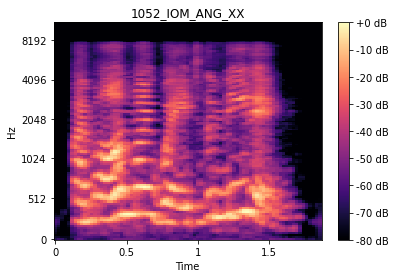 1052_IOM_ANG_XX
+0 dB
8192
-10 dB
4096
-20 dB
-30 dB
2048
Hz
-40 dB
1024
-50 dB
512
-60 dB
-70 dB
0
-80 dB
0
0.5
1
1.5
Time